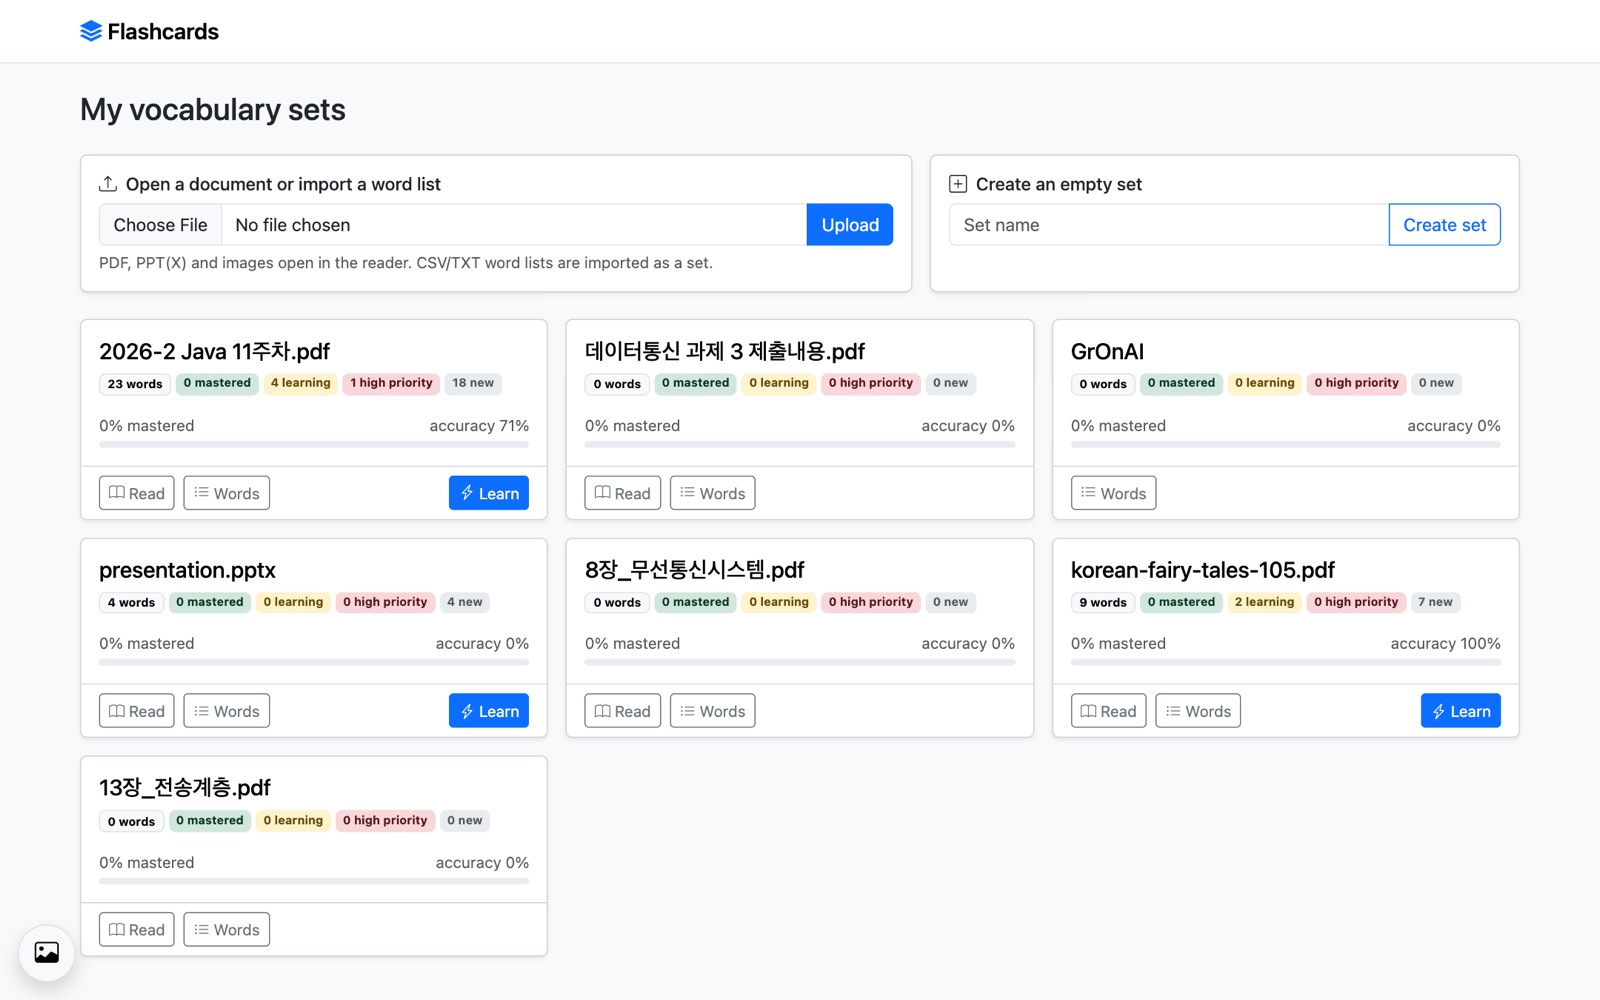 Flashcards
My vocabulary sets
Open a document or import a word list
Choose File No file chosen Upload
PDF, PPT(X) and images open in the reader. CSV/TXT word lists are imported as a set.
Create an empty set
Set name Create set
2026-2 Java 11주차.pdf
23 words 0 mastered 4 learning 1 high priority 18 new
0% mastered accuracy 71%
Read Words Learn
데이터통신 과제 3 제출내용.pdf
0 words 0 mastered 0 learning 0 high priority 0 new
0% mastered accuracy 0%
Read Words
GrOnAI
0 words 0 mastered 0 learning 0 high priority 0 new
0% mastered accuracy 0%
Words
presentation.pptx
4 words 0 mastered 0 learning 0 high priority 4 new
0% mastered accuracy 0%
Read Words Learn
8장_무선통신시스템.pdf
0 words 0 mastered 0 learning 0 high priority 0 new
0% mastered accuracy 0%
Read Words
korean-fairy-tales-105.pdf
9 words 0 mastered 2 learning 0 high priority 7 new
0% mastered accuracy 100%
Read Words Learn
13장_전송계층.pdf
0 words 0 mastered 0 learning 0 high priority 0 new
0% mastered accuracy 0%
Read Words